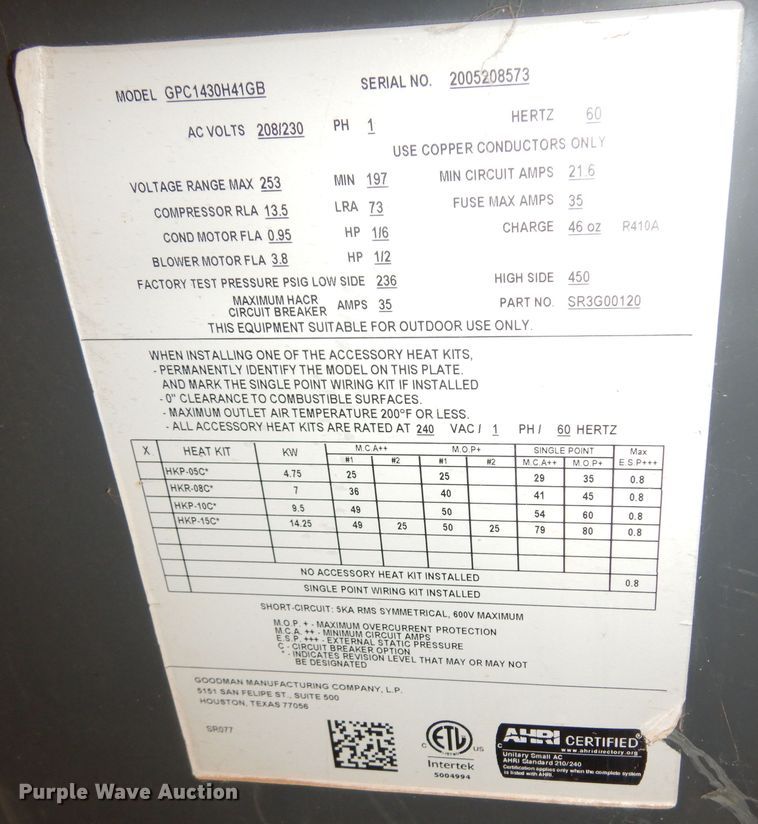 MODEL GPC1430H41GB SERIAL NO. 2005208573
AC VOLTS 208/230 PH 1 HERTZ 60
USE COPPER CONDUCTORS ONLY
VOLTAGE RANGE MAX 253 MIN 197 MIN CIRCUIT AMPS 21.6
COMPRESSOR RLA 13.5 LRA 73 FUSE MAX AMPS 35
COND MOTOR FLA 0.95 HP 1/6 CHARGE 46 oz R410A
BLOWER MOTOR FLA 3.8 HP 1/2
FACTORY TEST PRESSURE PSIG LOW SIDE 236 HIGH SIDE 450
MAXIMUM HACR
CIRCUIT BREAKER AMPS 35 PART NO. SR3G00120
THIS EQUIPMENT SUITABLE FOR OUTDOOR USE ONLY.
WHEN INSTALLING ONE OF THE ACCESSORY HEAT KITS,
- PERMANENTLY IDENTIFY THE MODEL ON THIS PLATE.
AND MARK THE SINGLE POINT WIRING KIT IF INSTALLED
- 0" CLEARANCE TO COMBUSTIBLE SURFACES.
- MAXIMUM OUTLET AIR TEMPERATURE 200°F OR LESS.
- ALL ACCESSORY HEAT KITS ARE RATED AT 240 VAC / 1 PH / 60 HERTZ
X HEAT KIT KW M.C.A++ M.O.P+ SINGLE POINT Max
#1 #2 #1 #2 M.C.A++ M.O.P+ E.S.P+++
HKP-05C* 4.75 25 25 29 35 0.8
HKR-08C* 7 36 40 41 45 0.8
HKP-10C* 9.5 49 50 54 60 0.8
HKP-15C* 14.25 49 25 50 25 79 80 0.8
NO ACCESSORY HEAT KIT INSTALLED 0.8
SINGLE POINT WIRING KIT INSTALLED
SHORT-CIRCUIT: 5KA RMS SYMMETRICAL, 600V MAXIMUM
M.O.P. + - MAXIMUM OVERCURRENT PROTECTION
M.C.A. ++ - MINIMUM CIRCUIT AMPS
E.S.P +++ - EXTERNAL STATIC PRESSURE
C - CIRCUIT BREAKER OPTION
* - INDICATES REVISION LEVEL THAT MAY OR MAY NOT
BE DESIGNATED
GOODMAN MANUFACTURING COMPANY, L.P.
5151 SAN FELIPE ST., SUITE 500
HOUSTON, TEXAS 77056
SR077
C ETL US
Intertek
5004994
C AHRI CERTIFIED®
www.ahridirectory.org
Unitary Small AC
AHRI Standard 210/240
Certification applies only when the complete system
is listed with AHRI.
Purple Wave Auction